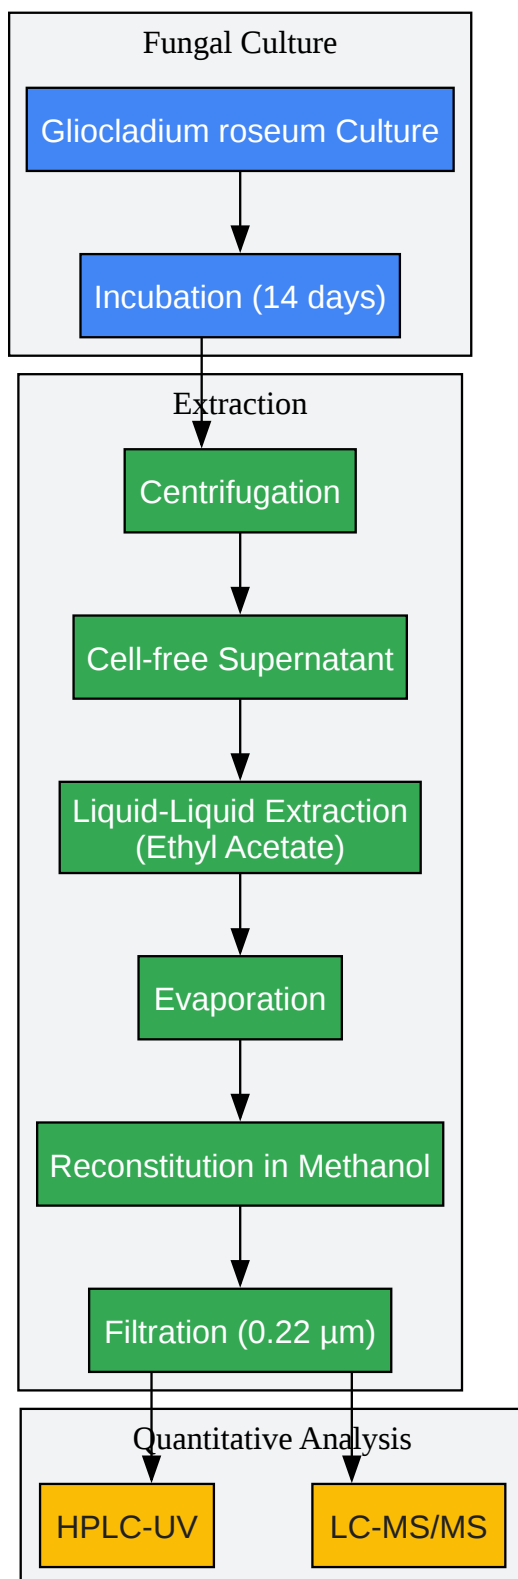 Fungal Culture
Gliocladium roseum Culture
Incubation (14 days)
Extraction
Centrifugation
Cell-free Supernatant
Liquid-Liquid Extraction
(Ethyl Acetate)
Evaporation
Reconstitution in Methanol
Filtration (0.22 µm)
Quantitative Analysis
HPLC-UV
LC-MS/MS